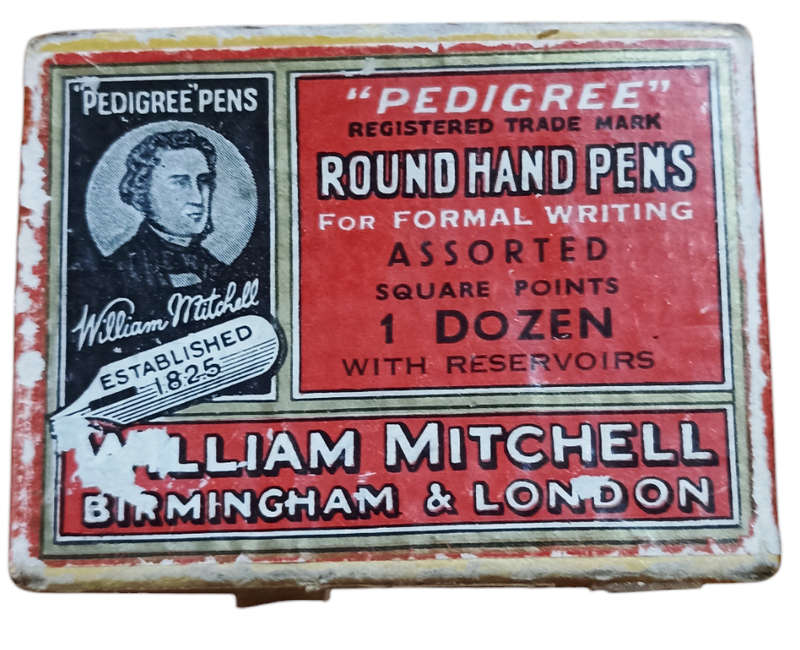 "PEDIGREE" PENS
William Mitchell
ESTABLISHED
1825
"PEDIGREE"
REGISTERED TRADE MARK
ROUND HAND PENS
FOR FORMAL WRITING
ASSORTED
SQUARE POINTS
1 DOZEN
WITH RESERVOIRS
WILLIAM MITCHELL
BIRMINGHAM & LONDON